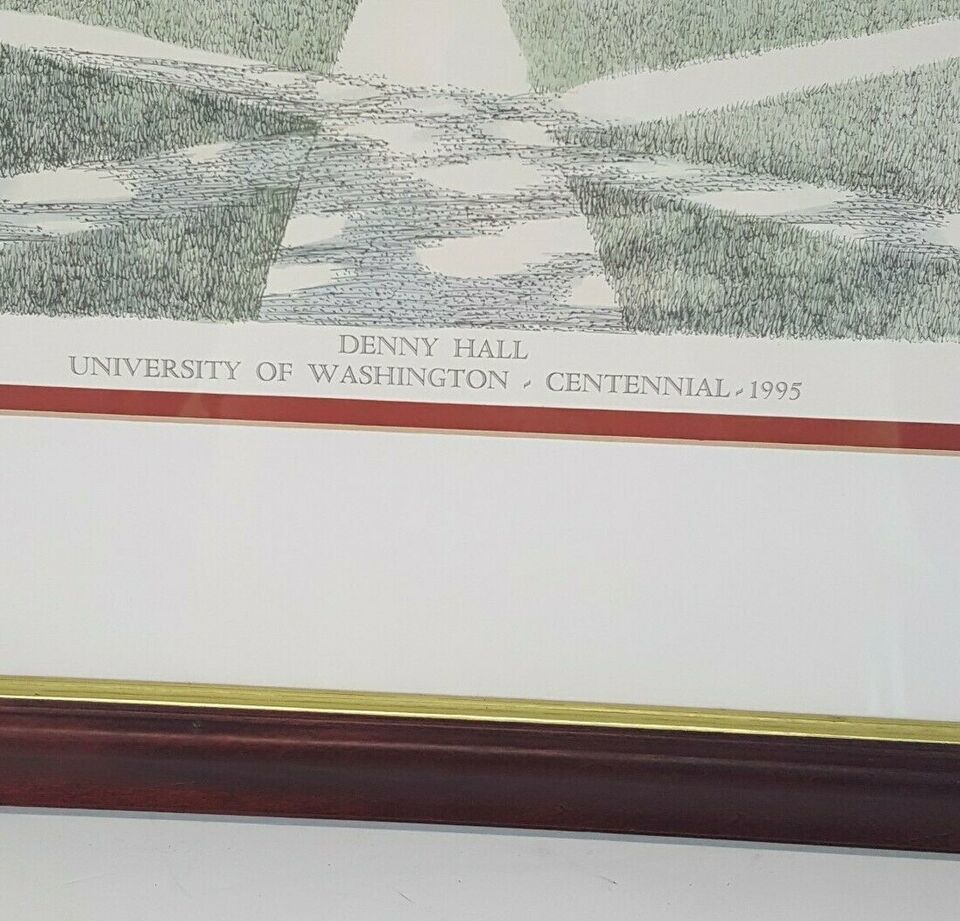 DENNY HALL
UNIVERSITY OF WASHINGTON - CENTENNIAL - 1995